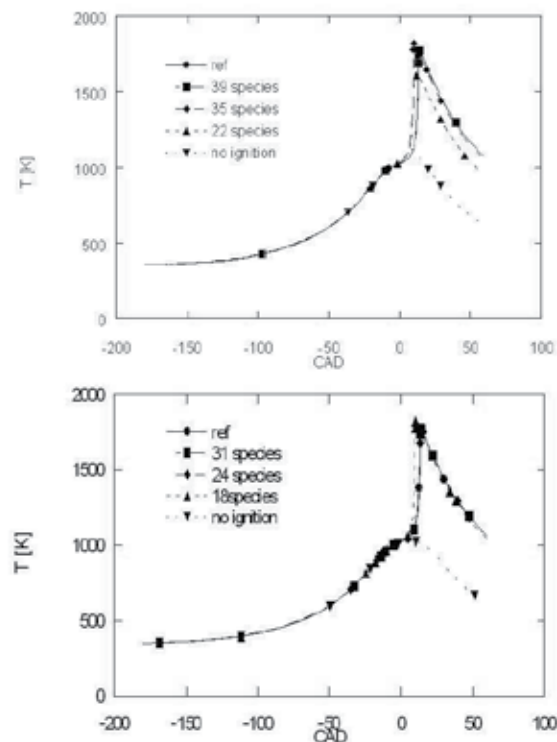 2000
ref
39 species
35 species
22 species
no ignition
1500
T [K]
1000
500
0
-200 -150 -100 -50 0 50 100
CAD
2000
ref
31 species
24 species
18species
no ignition
1500
T [K]
1000
500
0
-200 -150 -100 -50 0 50 100
CAD